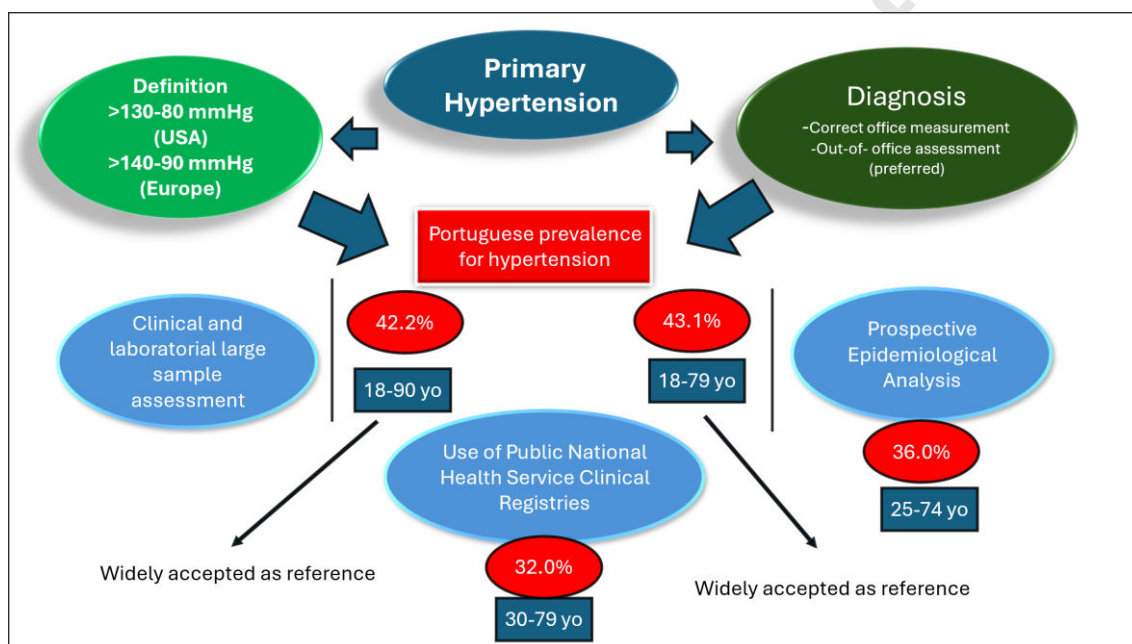 Primary
Hypertension
Definition
>130-80 mmHg
(USA)
>140-90 mmHg
(Europe)
Diagnosis
-Correct office measurement
-Out-of- office assessment
(preferred)
Portuguese prevalence
for hypertension
Clinical and
laboratorial large
sample
assessment
42.2%
18-90 yo
43.1%
18-79 yo
Prospective
Epidemiological
Analysis
36.0%
25-74 yo
Use of Public National
Health Service Clinical
Registries
32.0%
30-79 yo
Widely accepted as reference
Widely accepted as reference